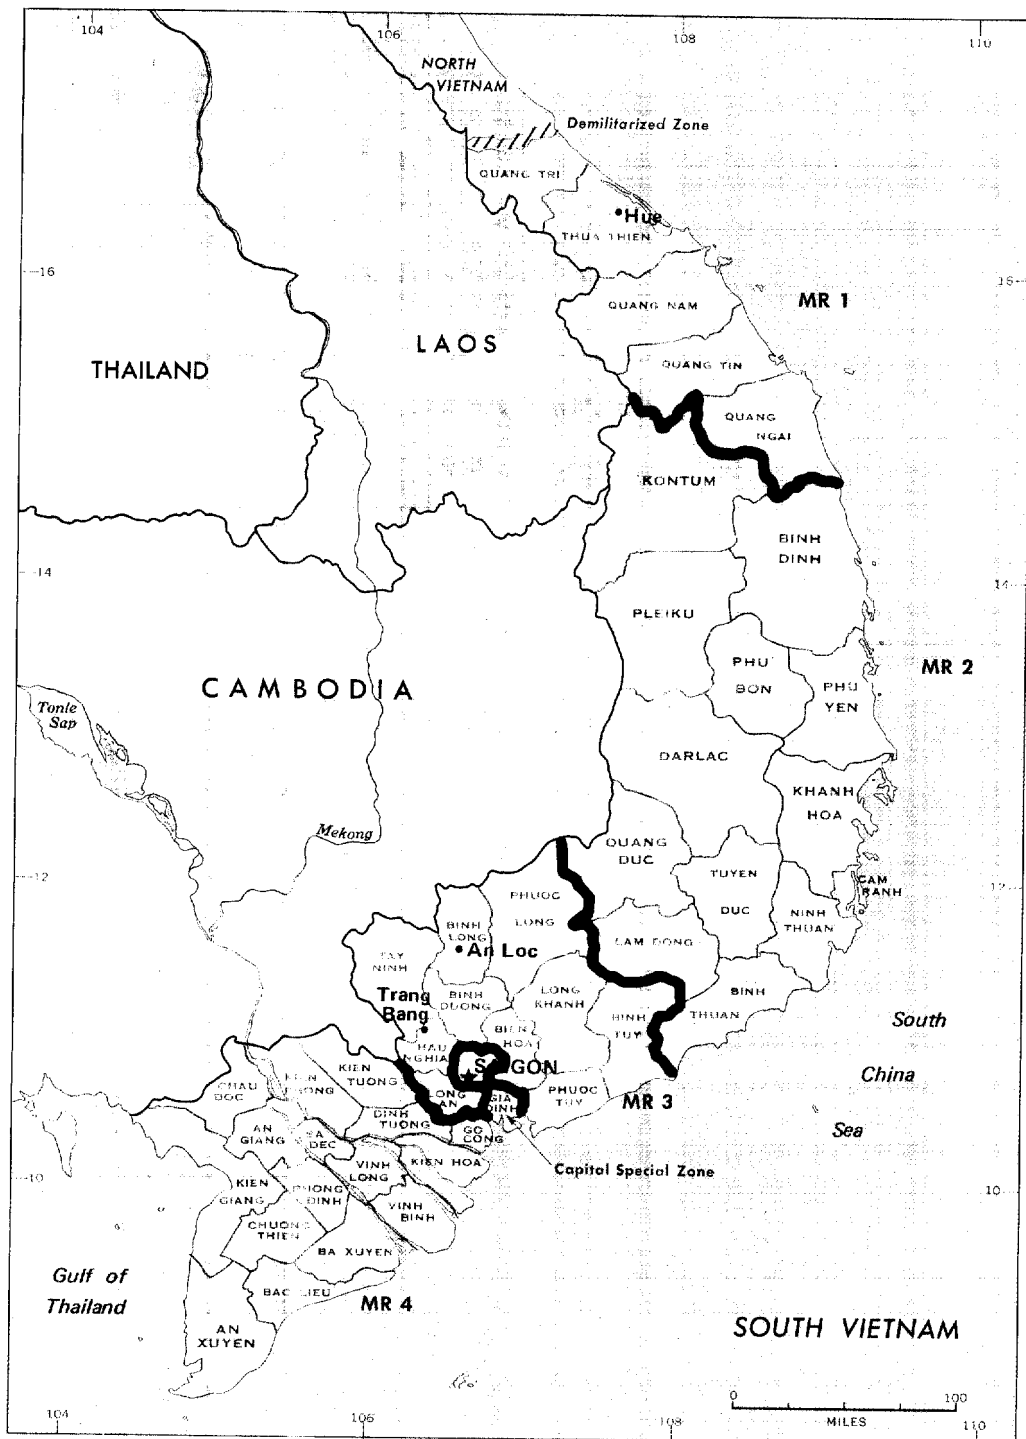 104
106
108
110
NORTH
VIETNAM
Demilitarized Zone
QUANG TRI
Hue
THUA THIEN
16
16
MR 1
QUANG NAM
LAOS
THAILAND
QUANG TIN
QUANG
NGAI
KONTUM
BINH
DINH
14
14
PLEIKU
MR 2
PHU
BON
PHU
YEN
CAMBODIA
Tonle
Sap
DARLAC
KHANH
HOA
Mekong
QUANG
DUC
12
12
TUYEN
DUC
CAM
RANH
PHUOC
LONG
NINH
THUAN
BINH
LONG
An Loc
LAM DONG
TAY
NINH
LONG
KHANH
BINH
THUAN
Trang
Bang
BINH
DUONG
BINH
TUY
BIEN
HOA
HAU
NGHIA
South
China
Sea
SAIGON
KIEN
TUONG
CHAU
DOC
KIEN
PHONG
LONG
AN
GIA
DINH
PHUOC
TUY
MR 3
DINH
TUONG
AN
GIANG
SA
DEC
GO
CONG
Capital Special Zone
KIEN HOA
VINH
LONG
10
10
KIEN
GIANG
PHONG
DINH
VINH
BINH
CHUONG
THIEN
BA XUYEN
Gulf of
Thailand
BAC LIEU
MR 4
AN
XUYEN
SOUTH VIETNAM
0
100
MILES
104
106
108
110